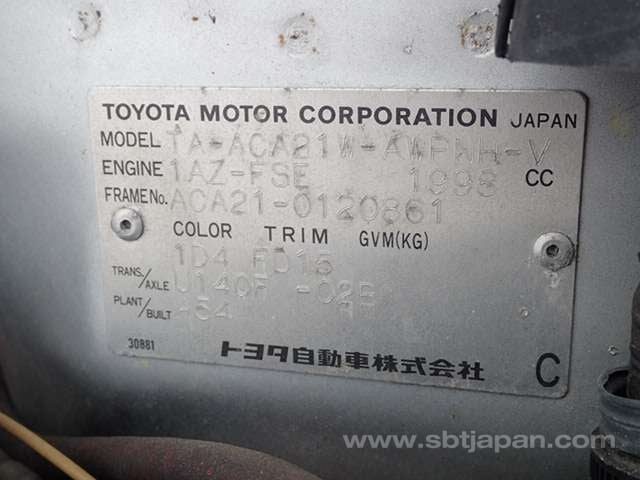 TOYOTA MOTOR CORPORATION JAPAN
MODEL TA-ACA21W-AWPNH-V
ENGINE 1AZ-FSE 1998 CC
FRAME No. ACA21-0120861
COLOR TRIM GVM(KG)
1D4 FD15
TRANS./AXLE U140F
PLANT/BUILT -54
30881 トヨタ自動車株式会社 C
www.sbtjapan.com